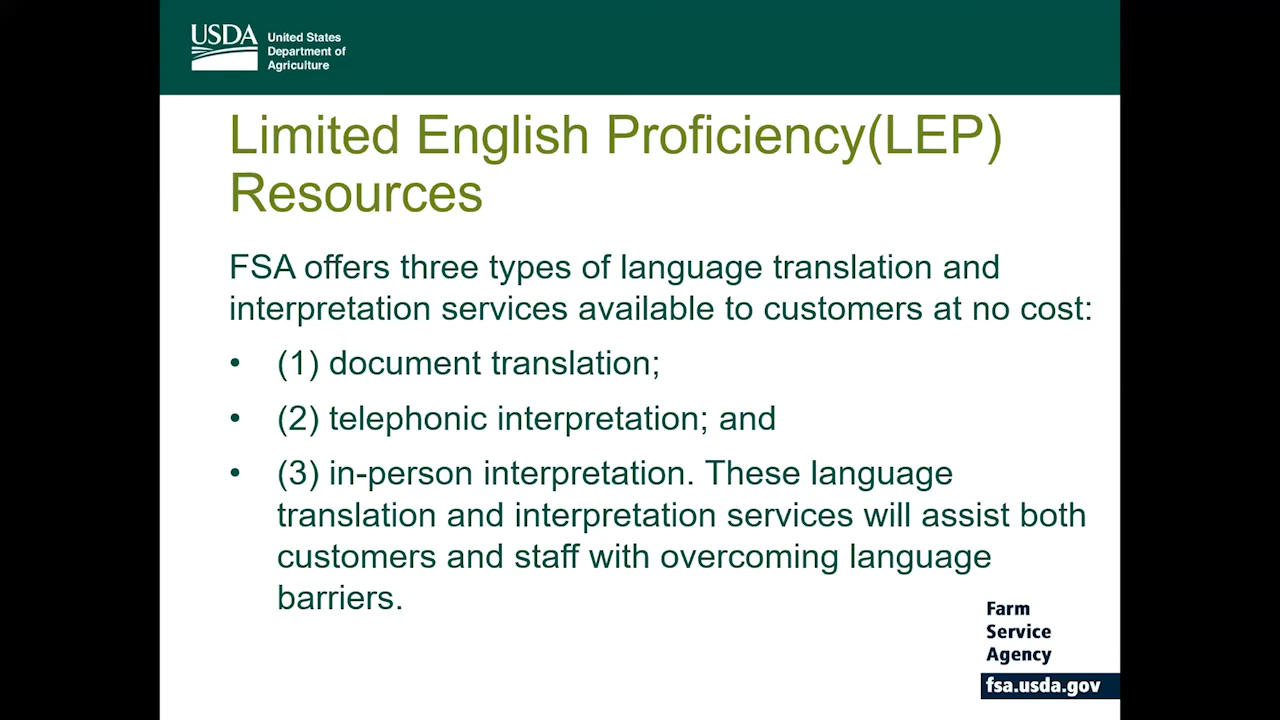 USDA
United States
Department of
Agriculture
Limited English Proficiency(LEP)
Resources
FSA offers three types of language translation and
interpretation services available to customers at no cost:
• (1) document translation;
• (2) telephonic interpretation; and
• (3) in-person interpretation. These language
translation and interpretation services will assist both
customers and staff with overcoming language
barriers.
Farm
Service
Agency
fsa.usda.gov